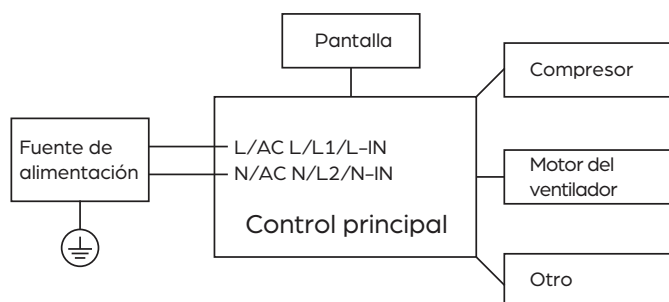 Pantalla
Compresor
Fuente de
alimentación
L/AC L/L1/L-IN
N/AC N/L2/N-IN
Control principal
Motor del
ventilador
Otro